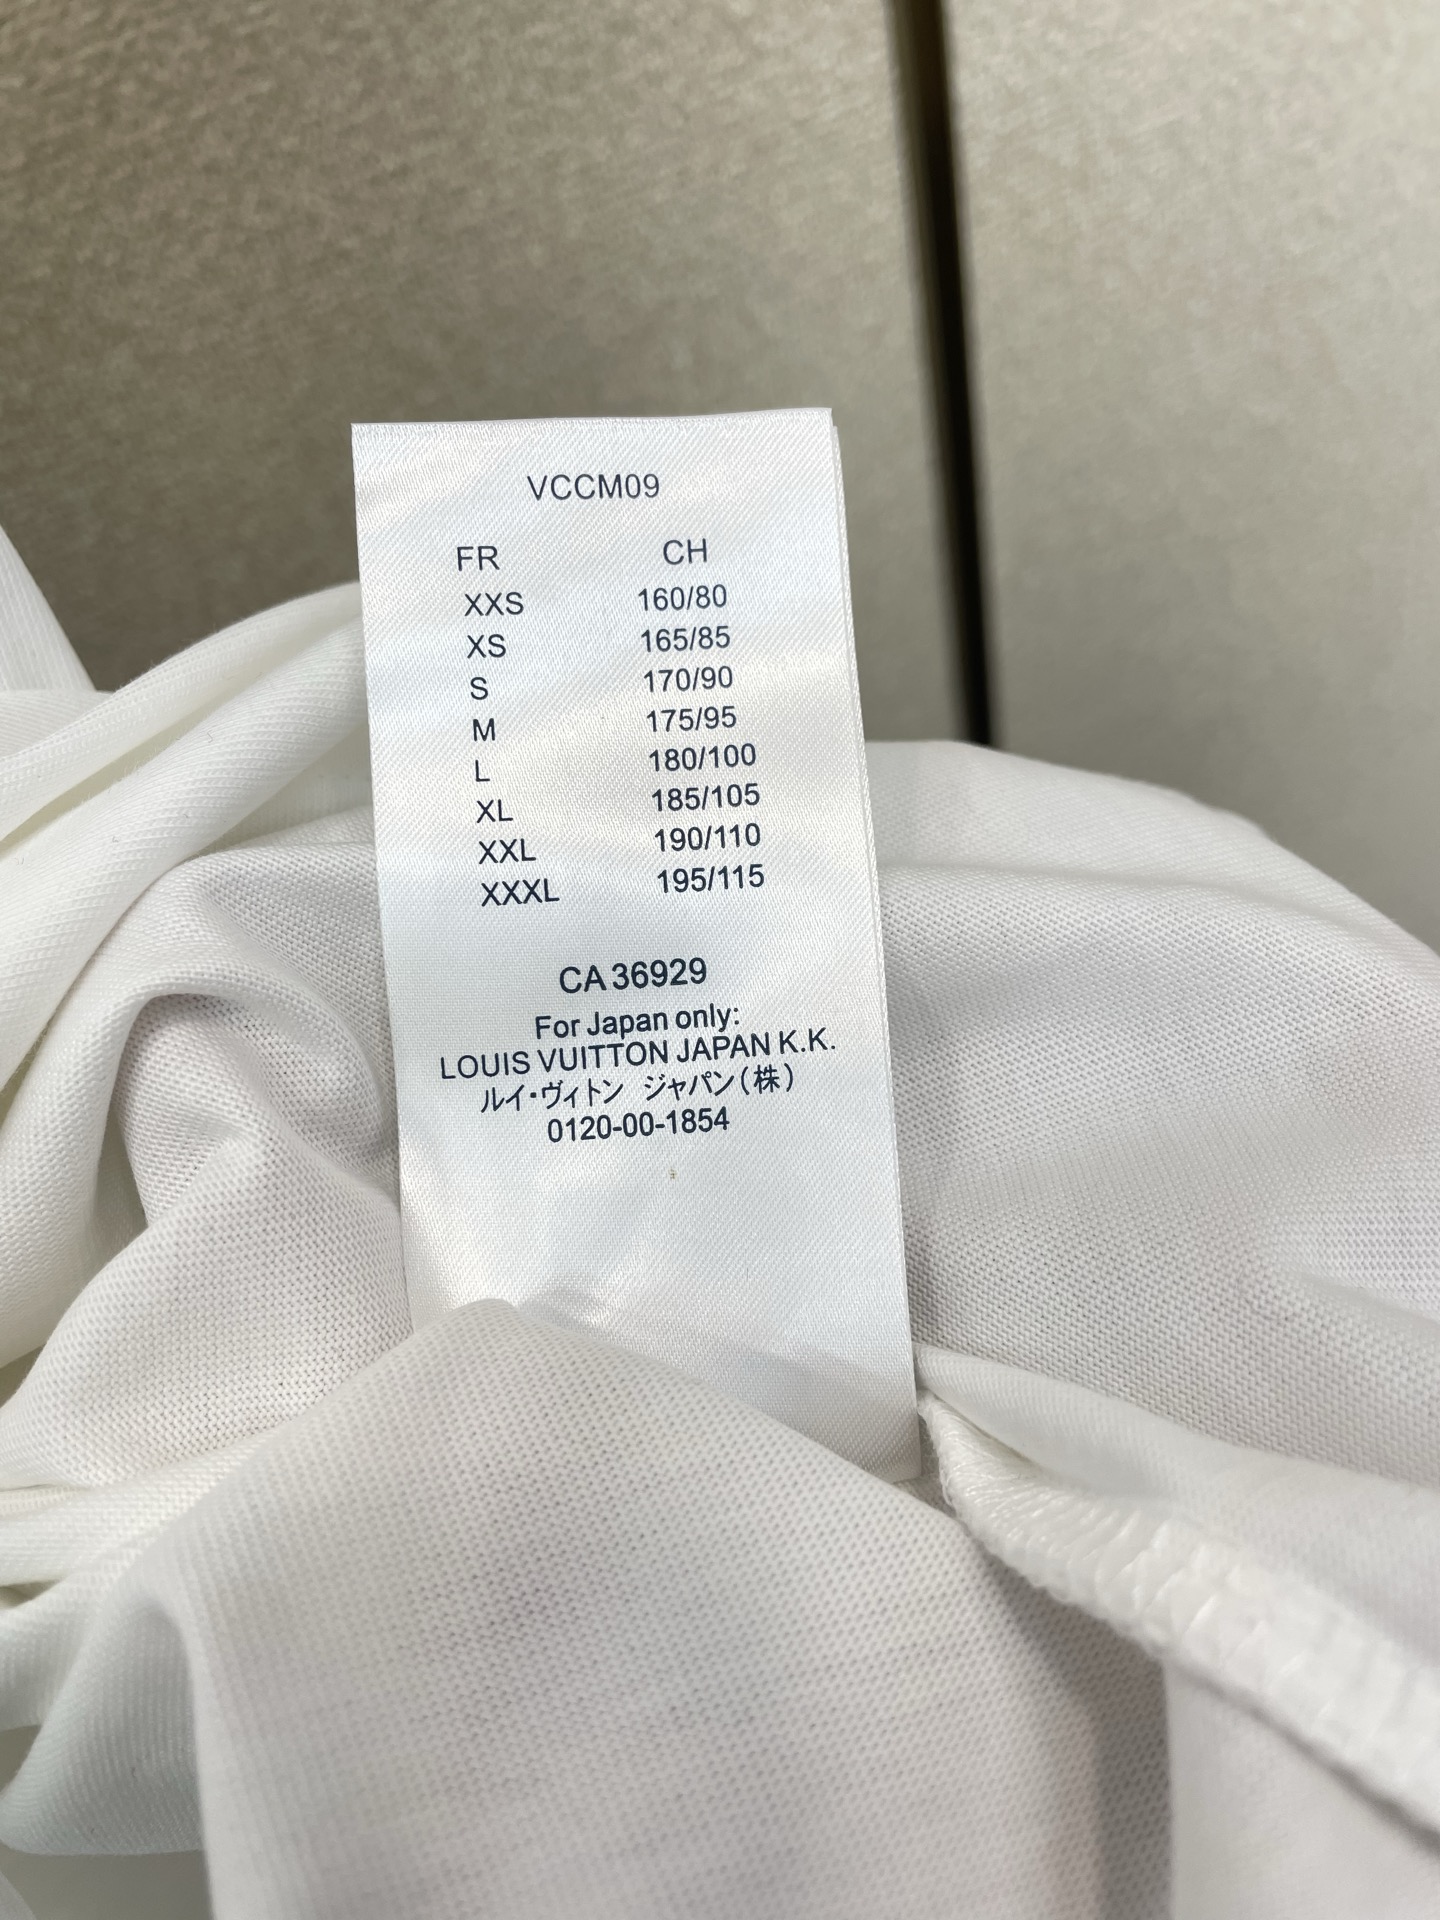 VCCM09
FR CH
XXS 160/80
XS 165/85
S 170/90
M 175/95
L 180/100
XL 185/105
XXL 190/110
XXXL 195/115
CA 36929
For Japan only:
LOUIS VUITTON JAPAN K.K.
ルイ・ヴィトン ジャパン(株)
0120-00-1854